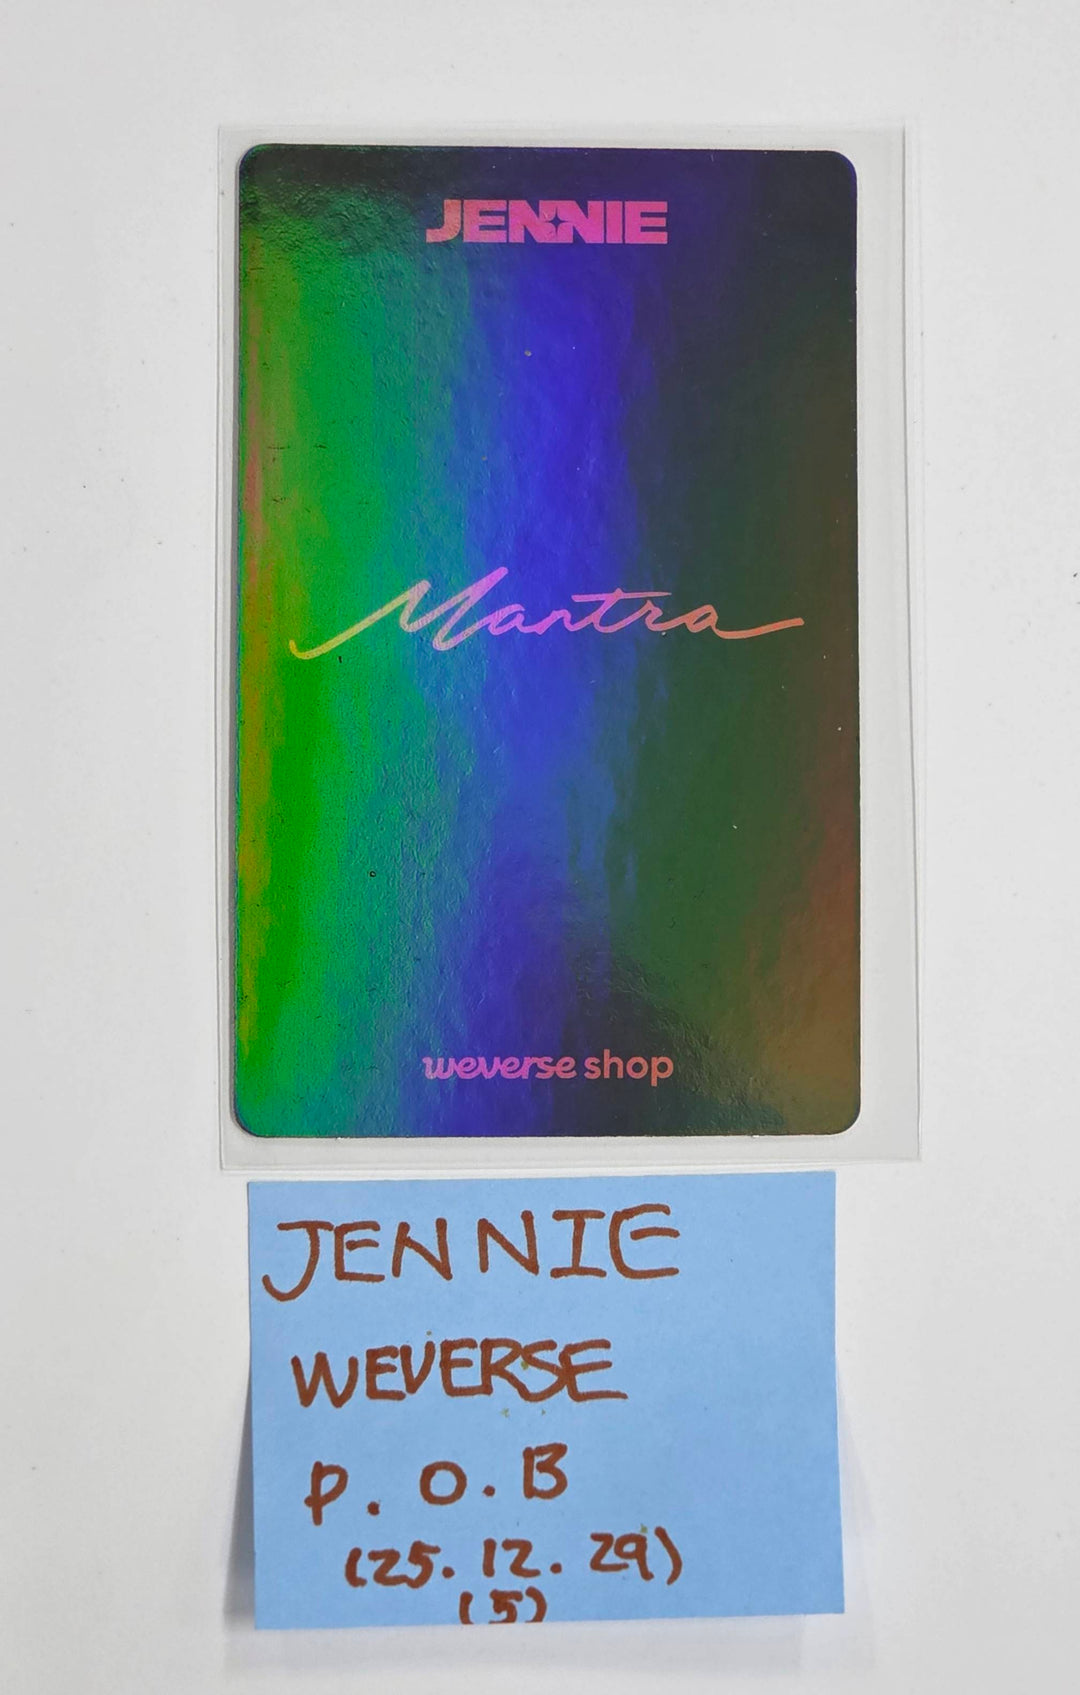 JENNIE
Mantra
weverse shop
JENNIE
WEVERSE
P. O. B
(25. 12. 29)
(5)